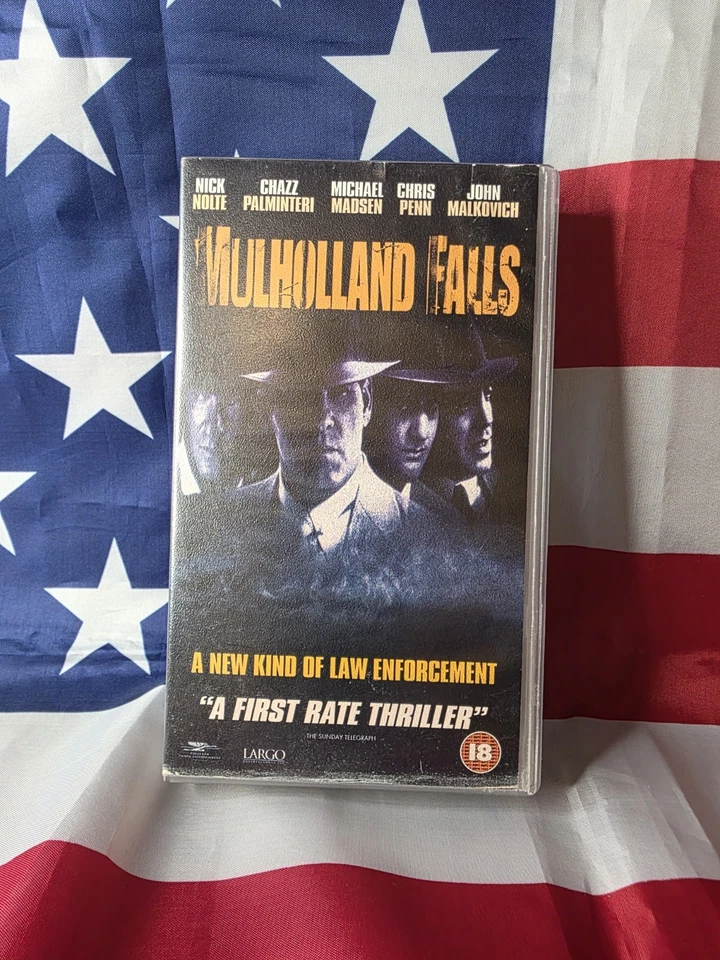 NICK NOLTE
CHAZZ PALMINTERI
MICHAEL MADSEN
CHRIS PENN
JOHN MALKOVICH
MULHOLLAND FALLS
A NEW KIND OF LAW ENFORCEMENT
"A FIRST RATE THRILLER"
THE SUNDAY TELEGRAPH
LARGO
18